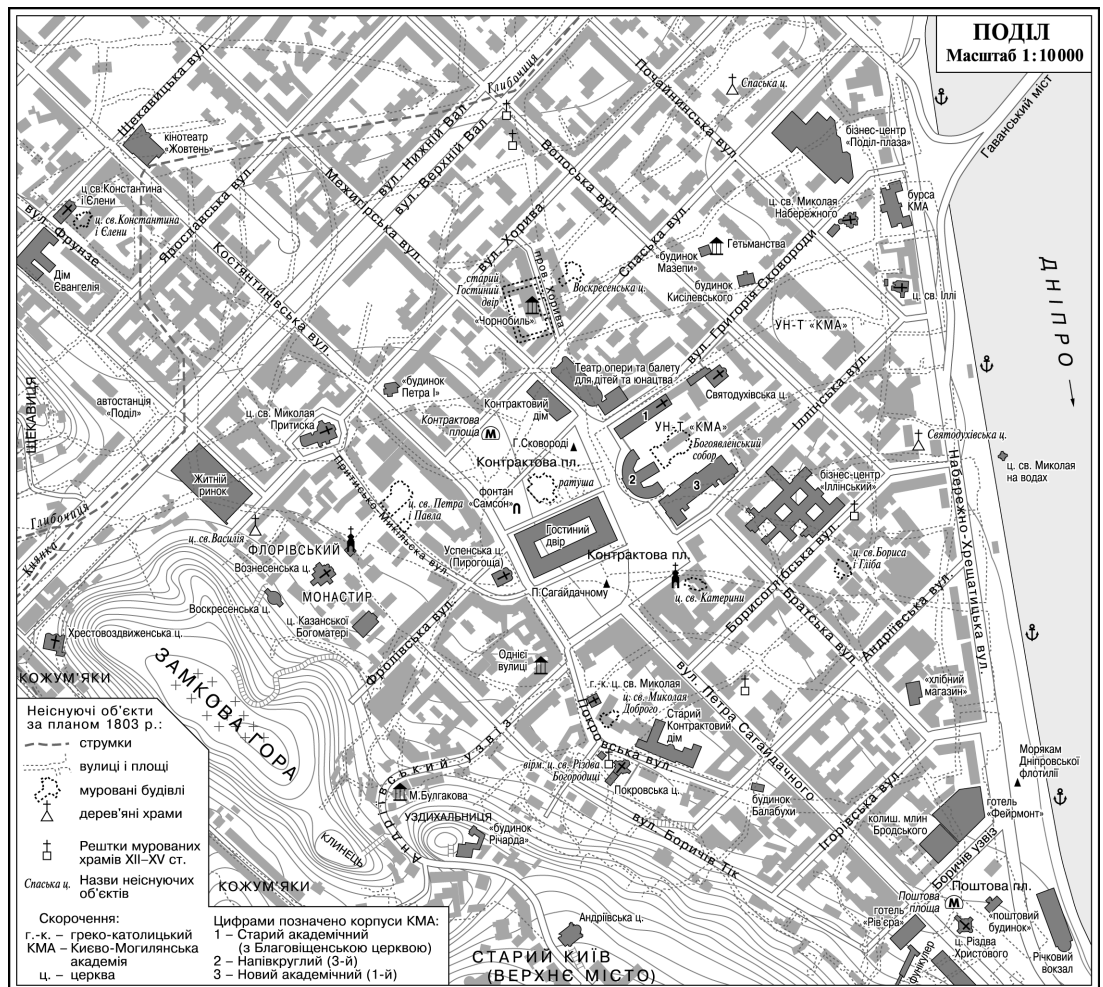 ПОДІЛ
Масштаб 1:10000
Щекавицька вул.
Глибочиця
Почайнинська вул.
Спаська ц.
Гаванський міст
кінотеатр
«Жовтень»
вул. Нижній Вал
вул. Верхній Вал
Волоська вул.
бізнес-центр
«Поділ-плаза»
ц св.Константина
і Єлени
ц. св.Константина
і Єлени
Ярославська вул.
Межигірська вул.
ц. св. Миколая
Набережного
бурса
КМА
вул. Фрунзе
Дім
Євангелія
Костянтинівська вул.
вул. Хорива
пров. Хорива
Спаська вул.
Гетьманства
«будинок
Мазепи»
старий
Гостиний
двір
Воскресенська ц.
«Чорнобиль»
будинок
Кисілевського
вул. Григорія Сковороди
ц. св. Іллі
ДНІПРО
УН-Т «КМА»
ЩЕКАВИЦЯ
автостанція
«Поділ»
«будинок
Петра І»
Театр опери та балету
для дітей та юнацтва
Контрактовий
дім
Святодухівська ц.
Іллінська вул.
ц. св. Миколая
Притиска
Контрактова
площа
М
Г.Сковороді
1
УН-Т «КМА»
Богоявленський
собор
Святодухівська ц.
Контрактова пл.
ратуша
2
3
бізнес-центр
«Іллінський»
ц. св. Миколая
на водах
Житній
ринок
Притисько-Микільська вул.
ц. св. Петра
і Павла
фонтан
«Самсон»
Набережно-Хрещатицька вул.
Глибочиця
Киянка
ц. св.Василія
ФЛОРІВСЬКИЙ
МОНАСТИР
Вознесенська ц.
Успенська ц.
(Пирогоща)
Гостиний
двір
Контрактова пл.
ц. св.Бориса
і Гліба
Воскресенська ц.
ц. Казанської
Богоматері
П.Сагайдачному
ц. св. Катерини
Борисоглібська вул.
Братська вул.
Андріївська вул.
Хрестовоздвиженська ц.
КОЖУМ'ЯКИ
ЗАМКОВА ГОРА
Фролівська вул.
Однієї
вулиці
г.-к. ц. св. Миколая
ц. св. Миколая
Доброго
Старий
Контрактовий
дім
вул. Петра Сагайдачного
«хлібний
магазин»
Покровська вул.
вірм. ц. св. Різдва
Богородиці
Покровська ц.
Морякам
Дніпровської
флотилії
Андріївський узвіз
М.Булгакова
УЗДИХАЛЬНИЦЯ
«будинок
Річарда»
КЛИНЕЦЬ
КОЖУМ'ЯКИ
будинок
Балабухи
вул. Боричів Тік
Ігорівська вул.
колиш. млин
Бродського
готель
«Фейрмонт»
Боричів узвіз
Поштова пл.
Поштова
площа
М
готель
«Рів'єра»
«поштовий
будинок»
ц. Різдва
Христового
Річковий
вокзал
фунікулер
Андріївська ц.
СТАРИЙ КИЇВ
(ВЕРХНЄ МІСТО)
Неіснуючі об'єкти
за планом 1803 р.:
струмки
вулиці і площі
муровані будівлі
дерев'яні храми
Рештки мурованих
храмів XII–XV ст.
Спаська ц. Назви неіснуючих
об'єктів
Скорочення:
г.-к. – греко-католицький
КМА – Києво-Могилянська
академія
ц. – церква
Цифрами позначено корпуси КМА:
1 – Старий академічний
(з Благовіщенською церквою)
2 – Напівкруглий (3-й)
3 – Новий академічний (1-й)